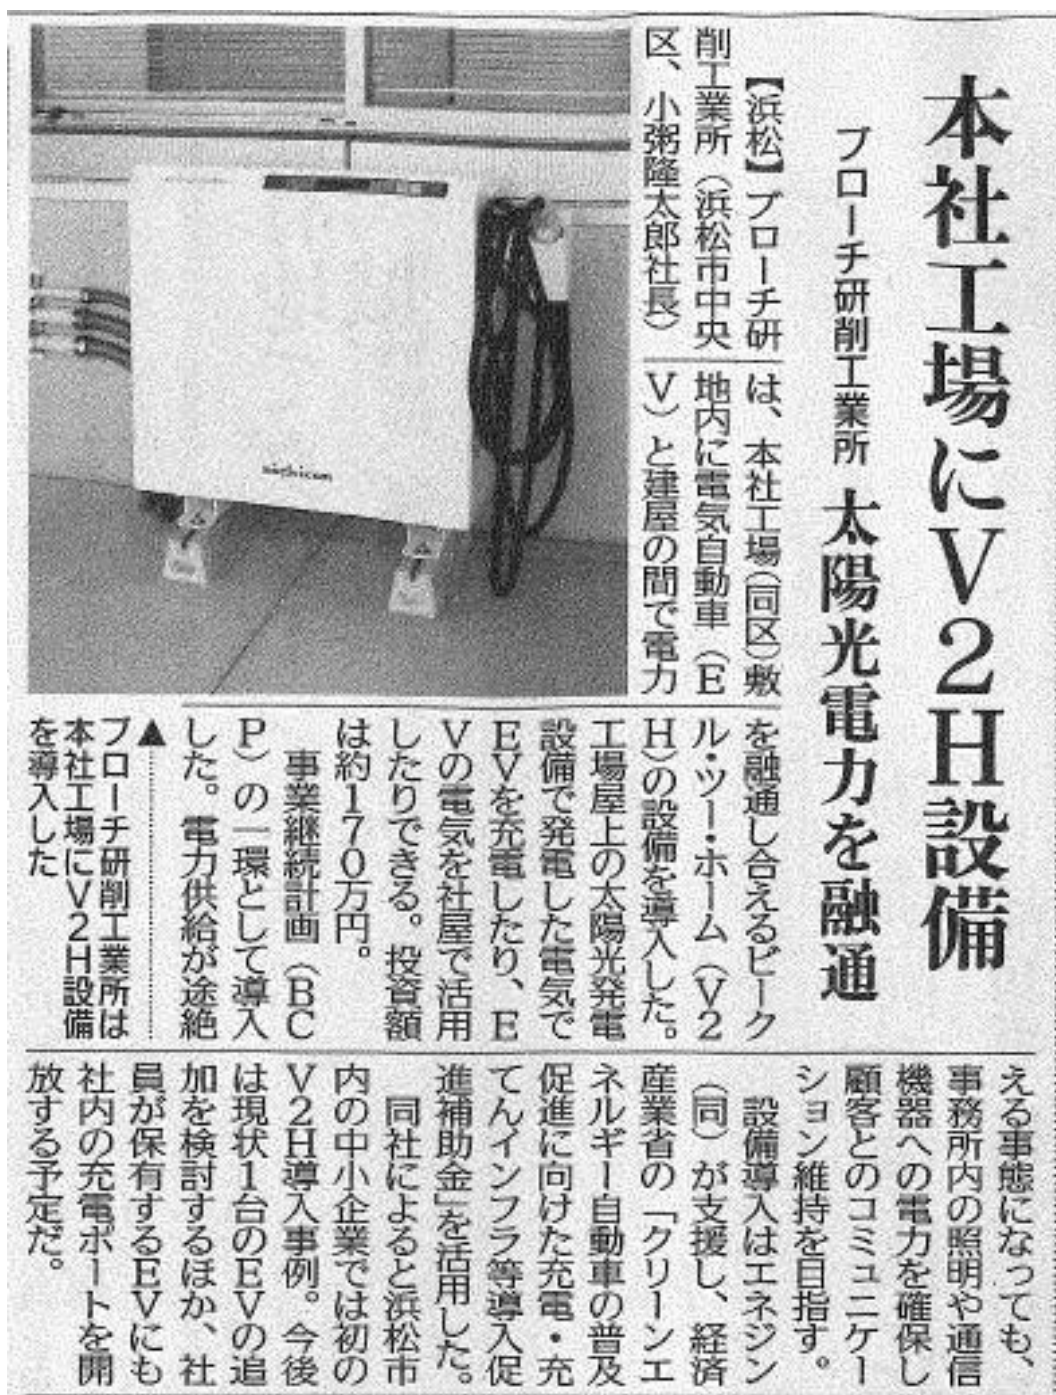 本社工場にV2H設備
ブローチ研削工業所 太陽光電力を融通
【浜松】ブローチ研
削工業所（浜松市中央
区、小粥隆太郎社長）
は、本社工場（同区）敷
地内に電気自動車（E
V）と建屋の間で電力
を融通し合えるビーク
ル・ツー・ホーム（V2
H）の設備を導入した。
工場屋上の太陽光発電
設備で発電した電気で
EVを充電したり、E
Vの電気を社屋で活用
したりできる。投資額
は約170万円。
事業継続計画（BC
P）の一環として導入
した。電力供給が途絶
える事態になっても、
事務所内の照明や通信
機器への電力を確保し
顧客とのコミュニケー
ション維持を目指す。
設備導入はエネジン
（同）が支援し、経済
産業省の「クリーンエ
ネルギー自動車の普及
促進に向けた充電・充
てんインフラ等導入促
進補助金」を活用した。
同社によると浜松市
内の中小企業では初の
V2H導入事例。今後
は現状1台のEVの追
加を検討するほか、社
員が保有するEVにも
社内の充電ポートを開
放する予定だ。
▲ブローチ研削工業所は
本社工場にV2H設備
を導入した
nichicon